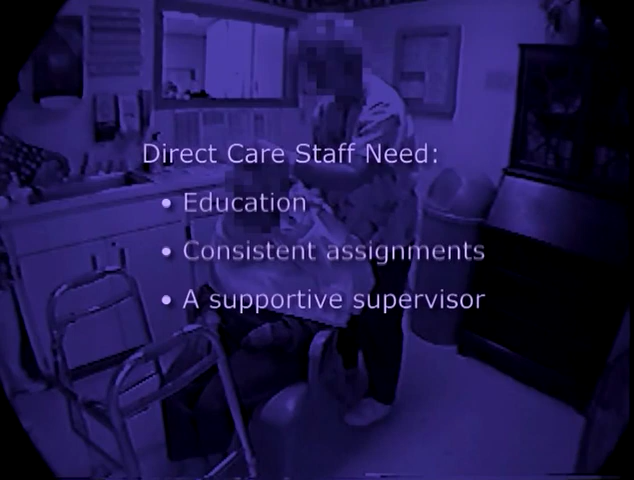 Direct Care Staff Need:
• Education
• Consistent assignments
• A supportive supervisor